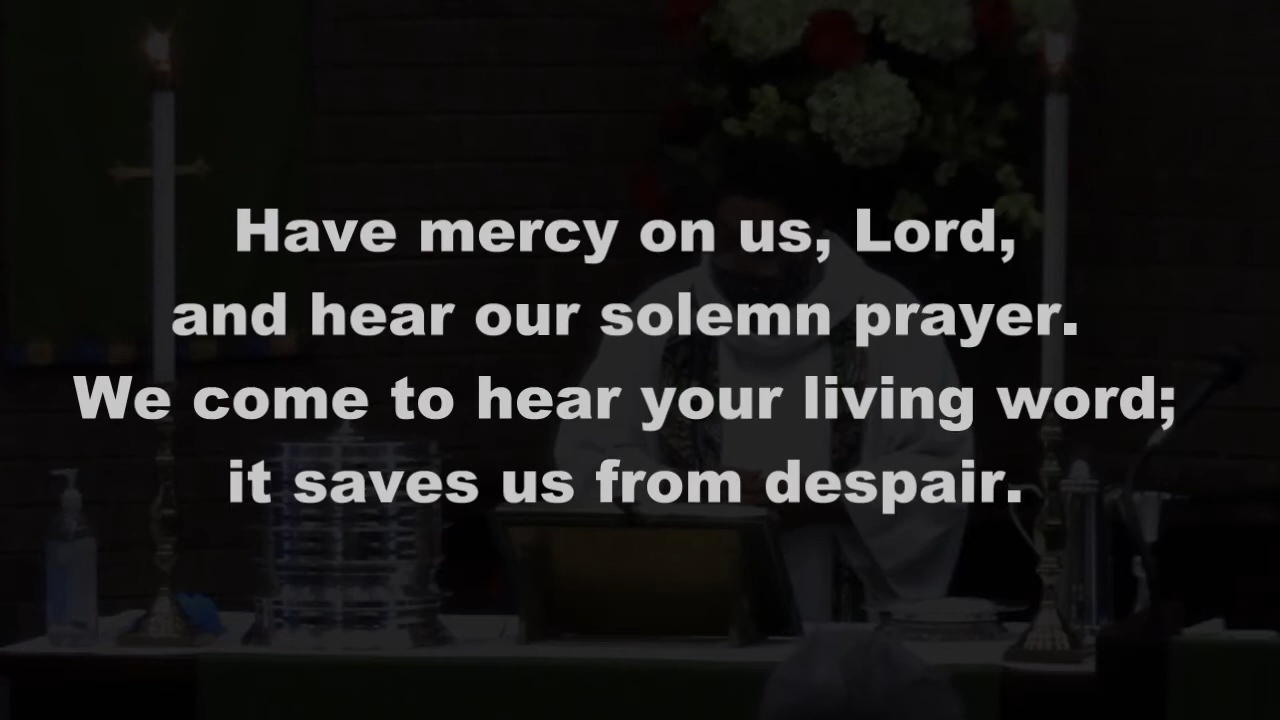 Have mercy on us, Lord,
and hear our solemn prayer.
We come to hear your living word;
it saves us from despair.